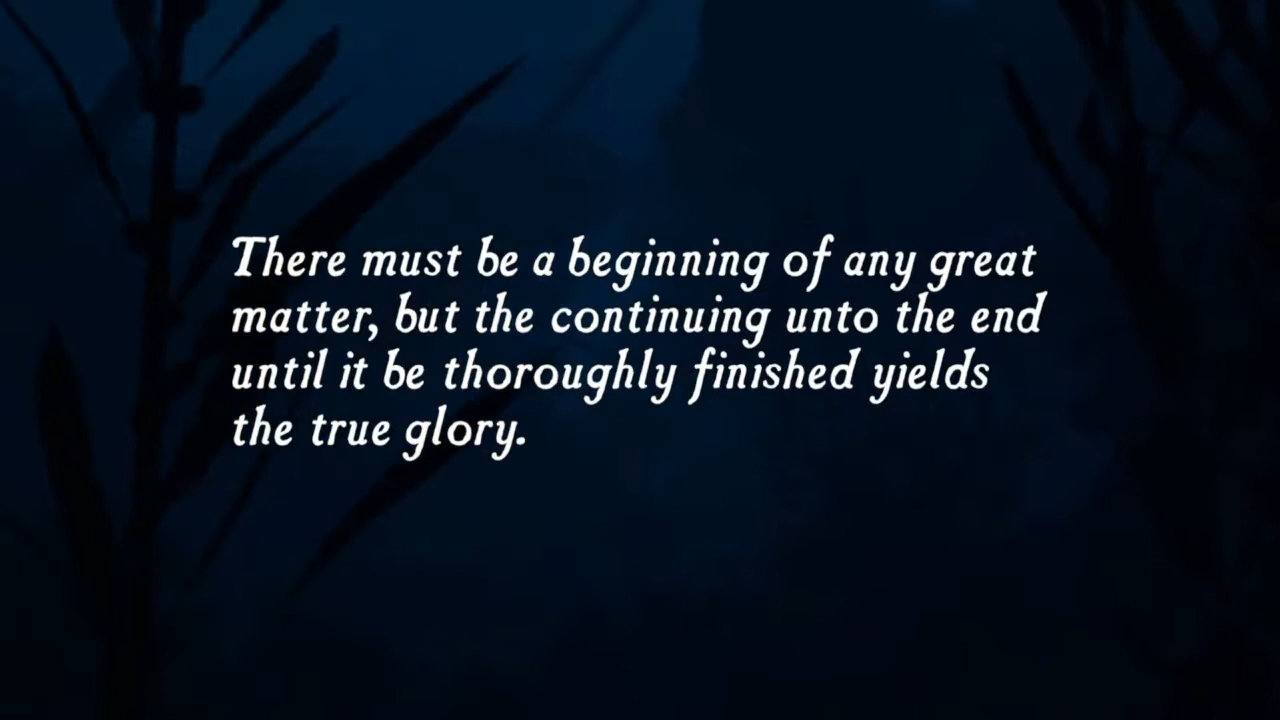 There must be a beginning of any great
matter, but the continuing unto the end
until it be thoroughly finished yields
the true glory.